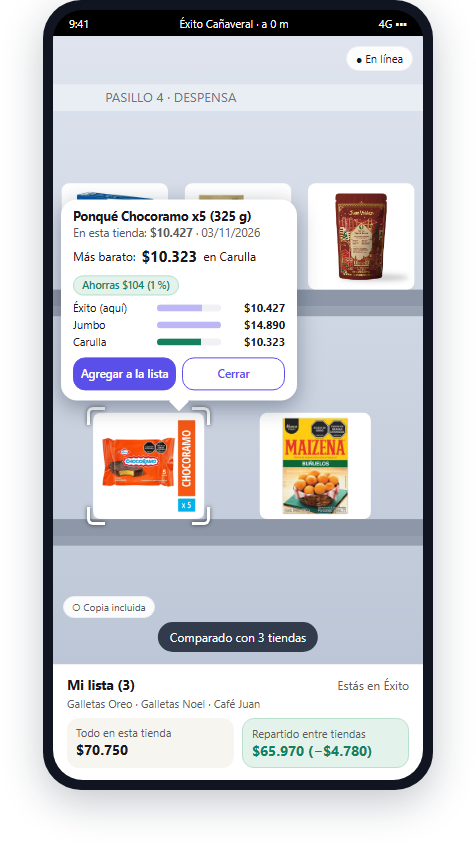 9:41
Éxito Cañaveral · a 0 m
4G
● En línea
PASILLO 4 · DESPENSA
Ponqué Chocoramo x5 (325 g)
En esta tienda: $10.427 · 03/11/2026
Más barato: $10.323 en Carulla
Ahorras $104 (1 %)
Éxito (aquí) $10.427
Jumbo $14.890
Carulla $10.323
Agregar a la lista
Cerrar
CHOCORAMO
CHOCORAMO
x 5
MAIZENA
BUÑUELOS
○ Copia incluida
Comparado con 3 tiendas
Mi lista (3)
Estás en Éxito
Galletas Oreo · Galletas Noel · Café Juan
Todo en esta tienda
$70.750
Repartido entre tiendas
$65.970 (−$4.780)